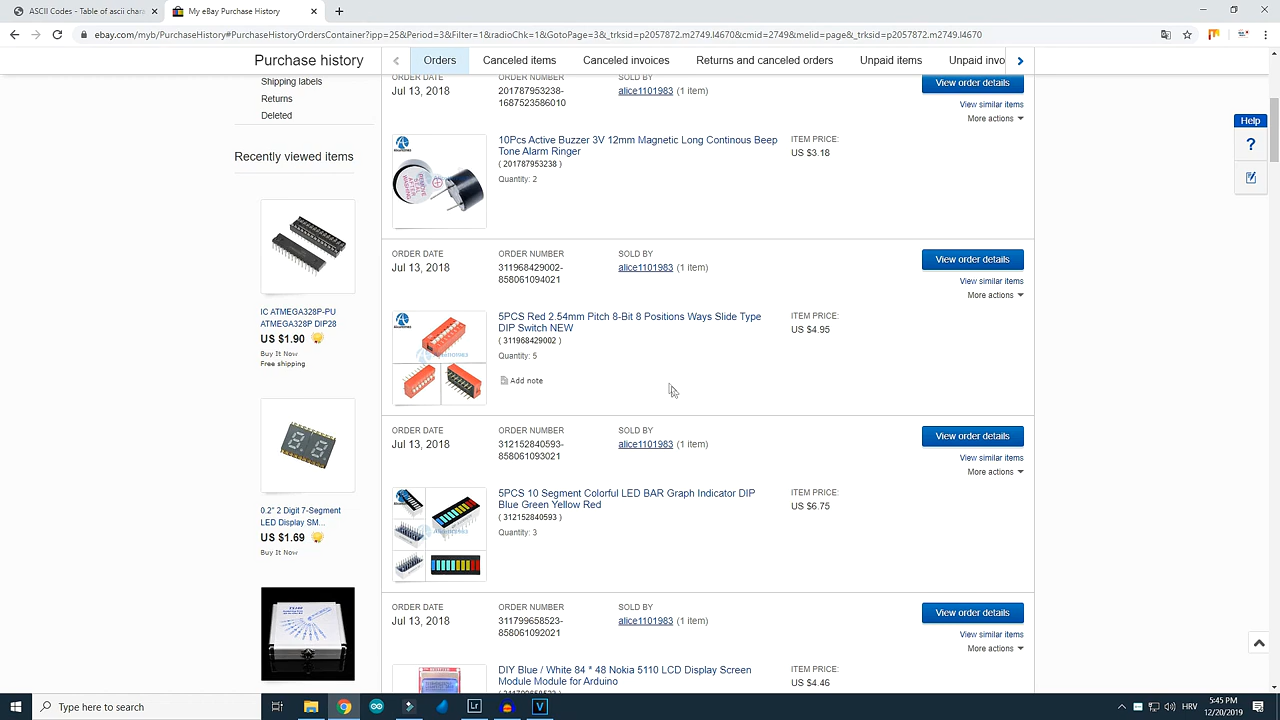 ASCII Codes - Table of ascii chara
My eBay Purchase History
ebay.com/myb/PurchaseHistory#PurchaseHistoryOrdersContainer?ipp=25&Period=3&Filter=1&radioChk=1&GotoPage=3&_trksid=p2057872.m2749.l4670&cmid=2749&melid=page&_trksid=p2057872.m2749.l4670
Purchase history
Orders
Canceled items
Canceled invoices
Returns and canceled orders
Unpaid items
Unpaid invo
Shipping labels
Returns
Deleted
Recently viewed items
IC ATMEGA328P-PU
ATMEGA328P DIP28
US $1.90
Buy It Now
Free shipping
0.2" 2 Digit 7-Segment
LED Display SM...
US $1.69
Buy It Now
ORDER DATE
Jul 13, 2018
ORDER NUMBER
201787953238-
1687523586010
SOLD BY
alice1101983 (1 item)
View order details
View similar items
More actions
10Pcs Active Buzzer 3V 12mm Magnetic Long Continous Beep
Tone Alarm Ringer
( 201787953238 )
Quantity: 2
ITEM PRICE:
US $3.18
ORDER DATE
Jul 13, 2018
ORDER NUMBER
311968429002-
858061094021
SOLD BY
alice1101983 (1 item)
View order details
View similar items
More actions
5PCS Red 2.54mm Pitch 8-Bit 8 Positions Ways Slide Type
DIP Switch NEW
( 311968429002 )
Quantity: 5
Add note
ITEM PRICE:
US $4.95
ORDER DATE
Jul 13, 2018
ORDER NUMBER
312152840593-
858061093021
SOLD BY
alice1101983 (1 item)
View order details
View similar items
More actions
5PCS 10 Segment Colorful LED BAR Graph Indicator DIP
Blue Green Yellow Red
( 312152840593 )
Quantity: 3
ITEM PRICE:
US $6.75
ORDER DATE
Jul 13, 2018
ORDER NUMBER
311799658523-
858061092021
SOLD BY
alice1101983 (1 item)
View order details
View similar items
More actions
DIY Blue / White 84 * 48 Nokia 5110 LCD Display Screen
Module Module for Arduino
ITEM PRICE:
US $4.46
Help
?
Type here to search
HRV
5:45 PM
12/20/2019